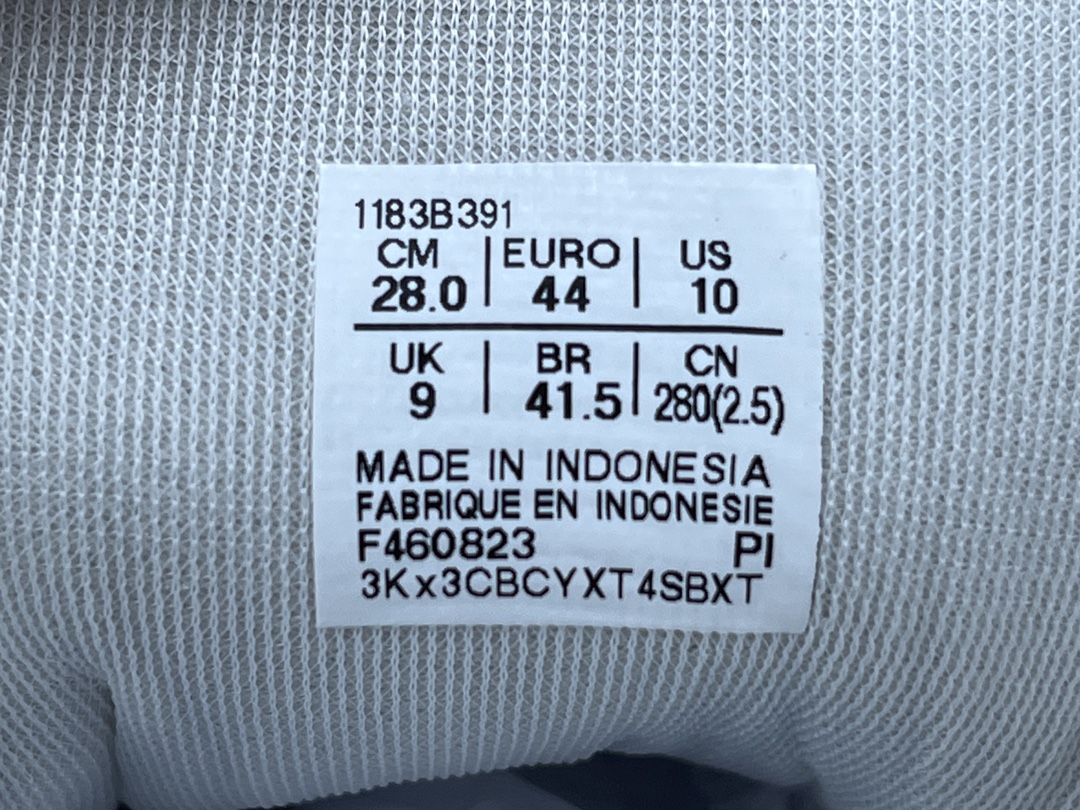 1183B391
CM | EURO | US
28.0 | 44 | 10
UK | BR | CN
9 | 41.5 | 280(2.5)
MADE IN INDONESIA
FABRIQUE EN INDONESIE
F460823 PI
3Kx3CBCYXT4SBXT